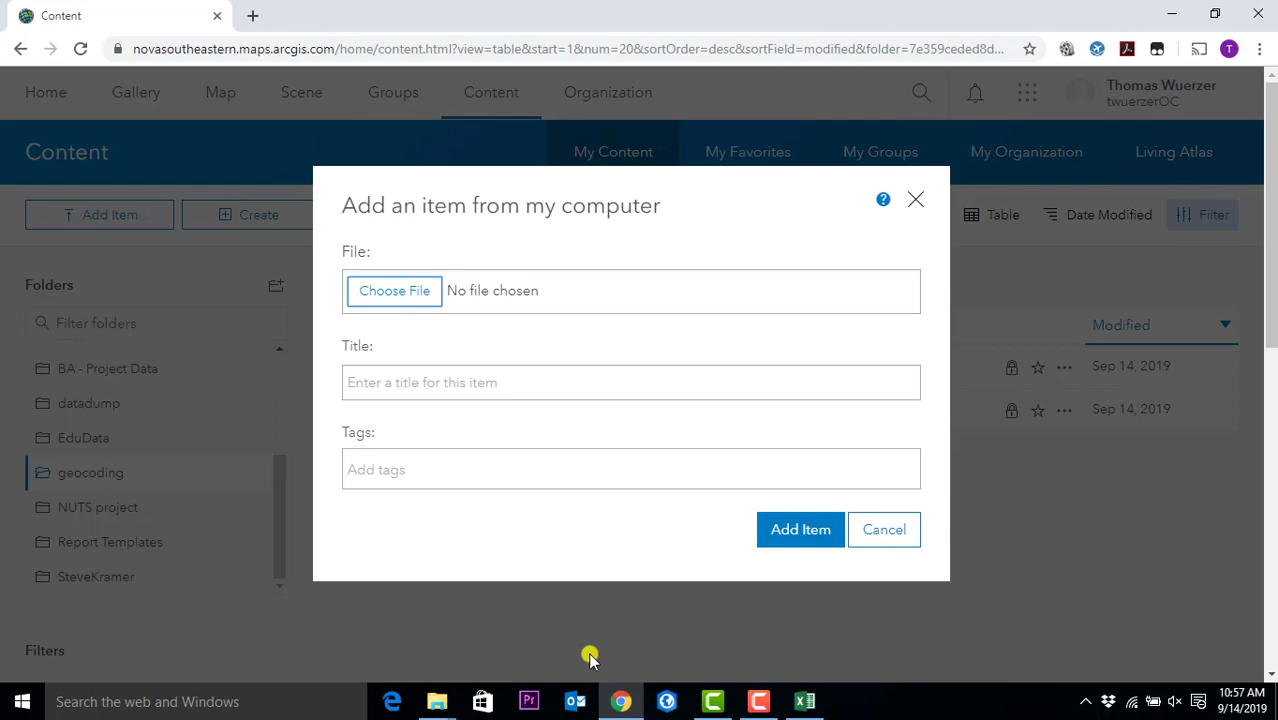 Content
novasoutheastern.maps.arcgis.com/home/content.html?view=table&start=1&num=20&sortOrder=desc&sortField=modified&folder=7e359ceded8d...
T
Home Gallery Map Scene Groups Content Organization
Thomas Wuerzer
twuerzerOC
Content
My Content My Favorites My Groups My Organization Living Atlas
Add Item Create Table Date Modified Filter
Add an item from my computer
?
File:
Choose File No file chosen
Title:
Enter a title for this item
Tags:
Add tags
Add Item Cancel
Folders
Filter folders
BA - Project Data
datadump
EduData
geocoding
NUTS project
Report Templates
SteveKramer
Filters
Modified
Sep 14, 2019
Sep 14, 2019
Search the web and Windows
Pr
10:57 AM
9/14/2019